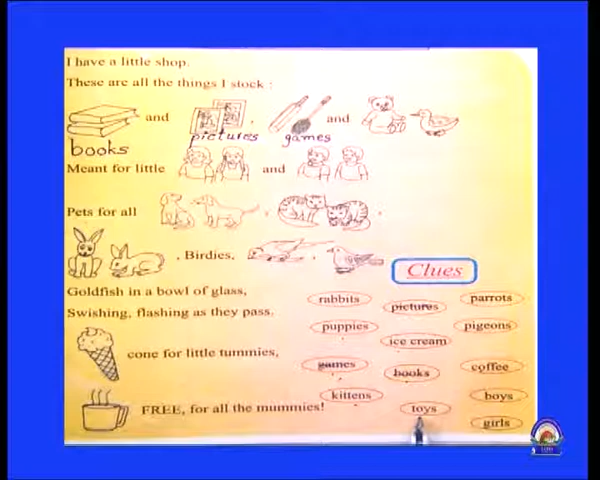 I have a little shop.
These are all the things I stock :
and , and
books pictures games
Meant for little and
Pets for all , ,
, Birdies, ,
Clues
Goldfish in a bowl of glass,
Swishing, flashing as they pass.
cone for little tummies,
FREE, for all the mummies!
rabbits pictures parrots
puppies ice cream pigeons
games books coffee
kittens toys boys
girls